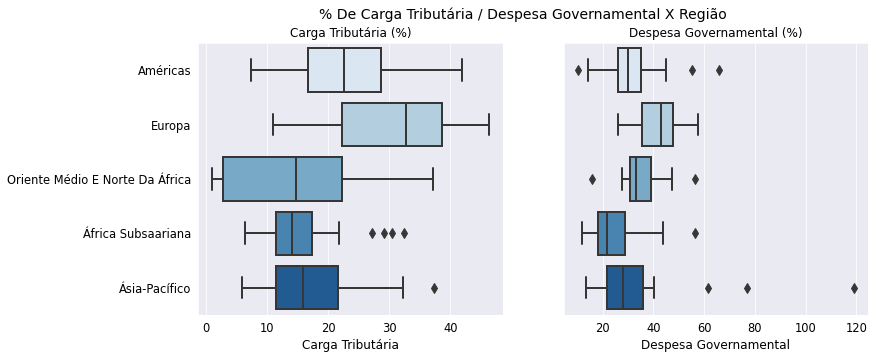 % De Carga Tributária / Despesa Governamental X Região
Carga Tributária (%)
Despesa Governamental (%)
Américas
Europa
Oriente Médio E Norte Da África
África Subsaariana
Ásia-Pacífico
0 10 20 30 40
20 40 60 80 100 120
Carga Tributária
Despesa Governamental